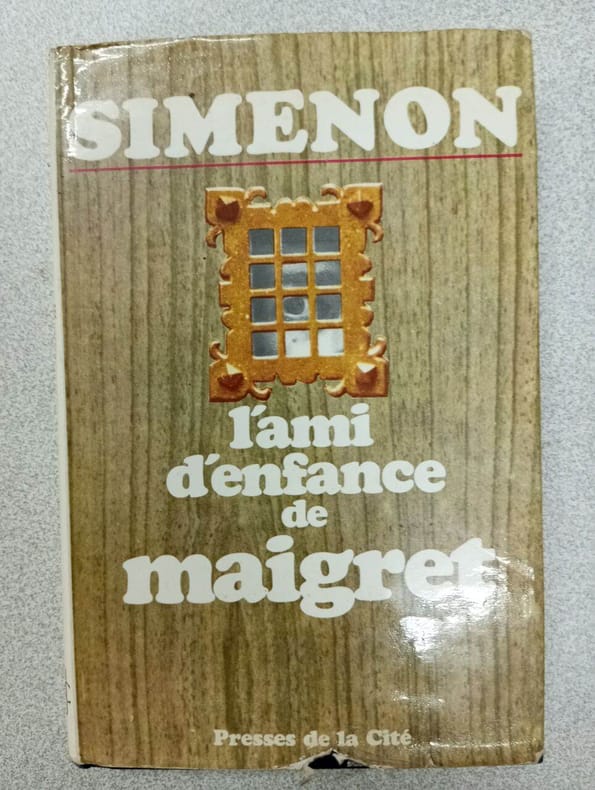 SIMENON
l'ami
d'enfance
de
maigret
Presses de la Cité